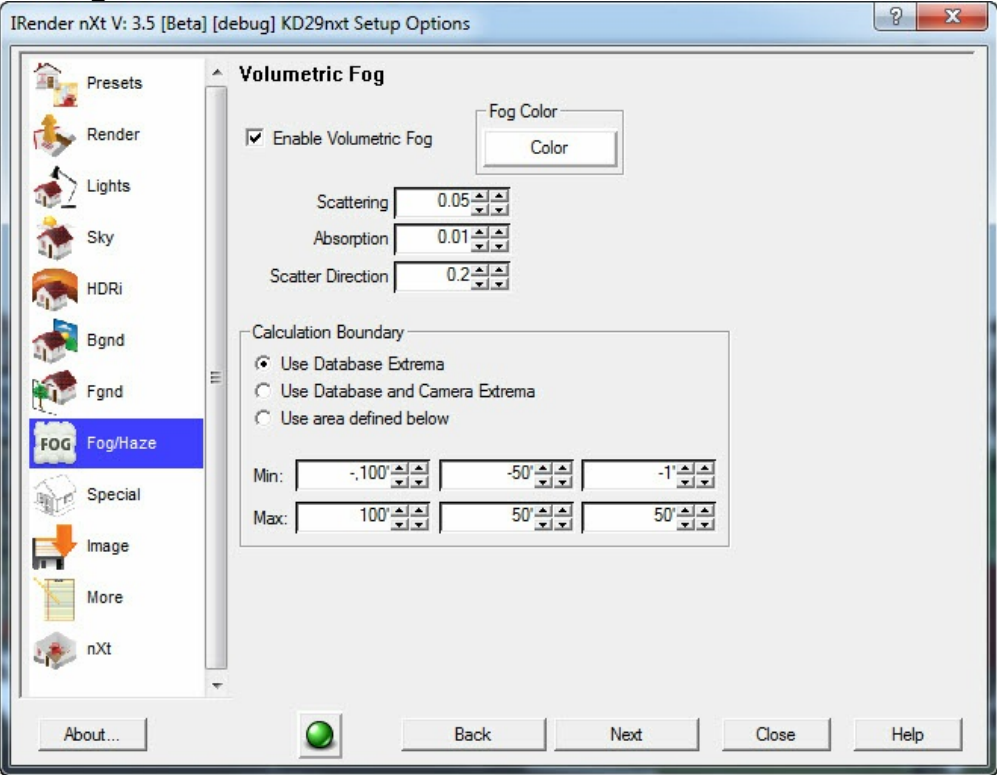 IRender nXt V: 3.5 [Beta] [debug] KD29nxt Setup Options
Presets
Render
Lights
Sky
HDRi
Bgnd
Fgnd
FOG Fog/Haze
Special
Image
More
nXt
Volumetric Fog
Enable Volumetric Fog
Fog Color
Color
Scattering 0.05
Absorption 0.01
Scatter Direction 0.2
Calculation Boundary
Use Database Extrema
Use Database and Camera Extrema
Use area defined below
Min: -,100' -50' -1'
Max: 100' 50' 50'
About... Back Next Close Help